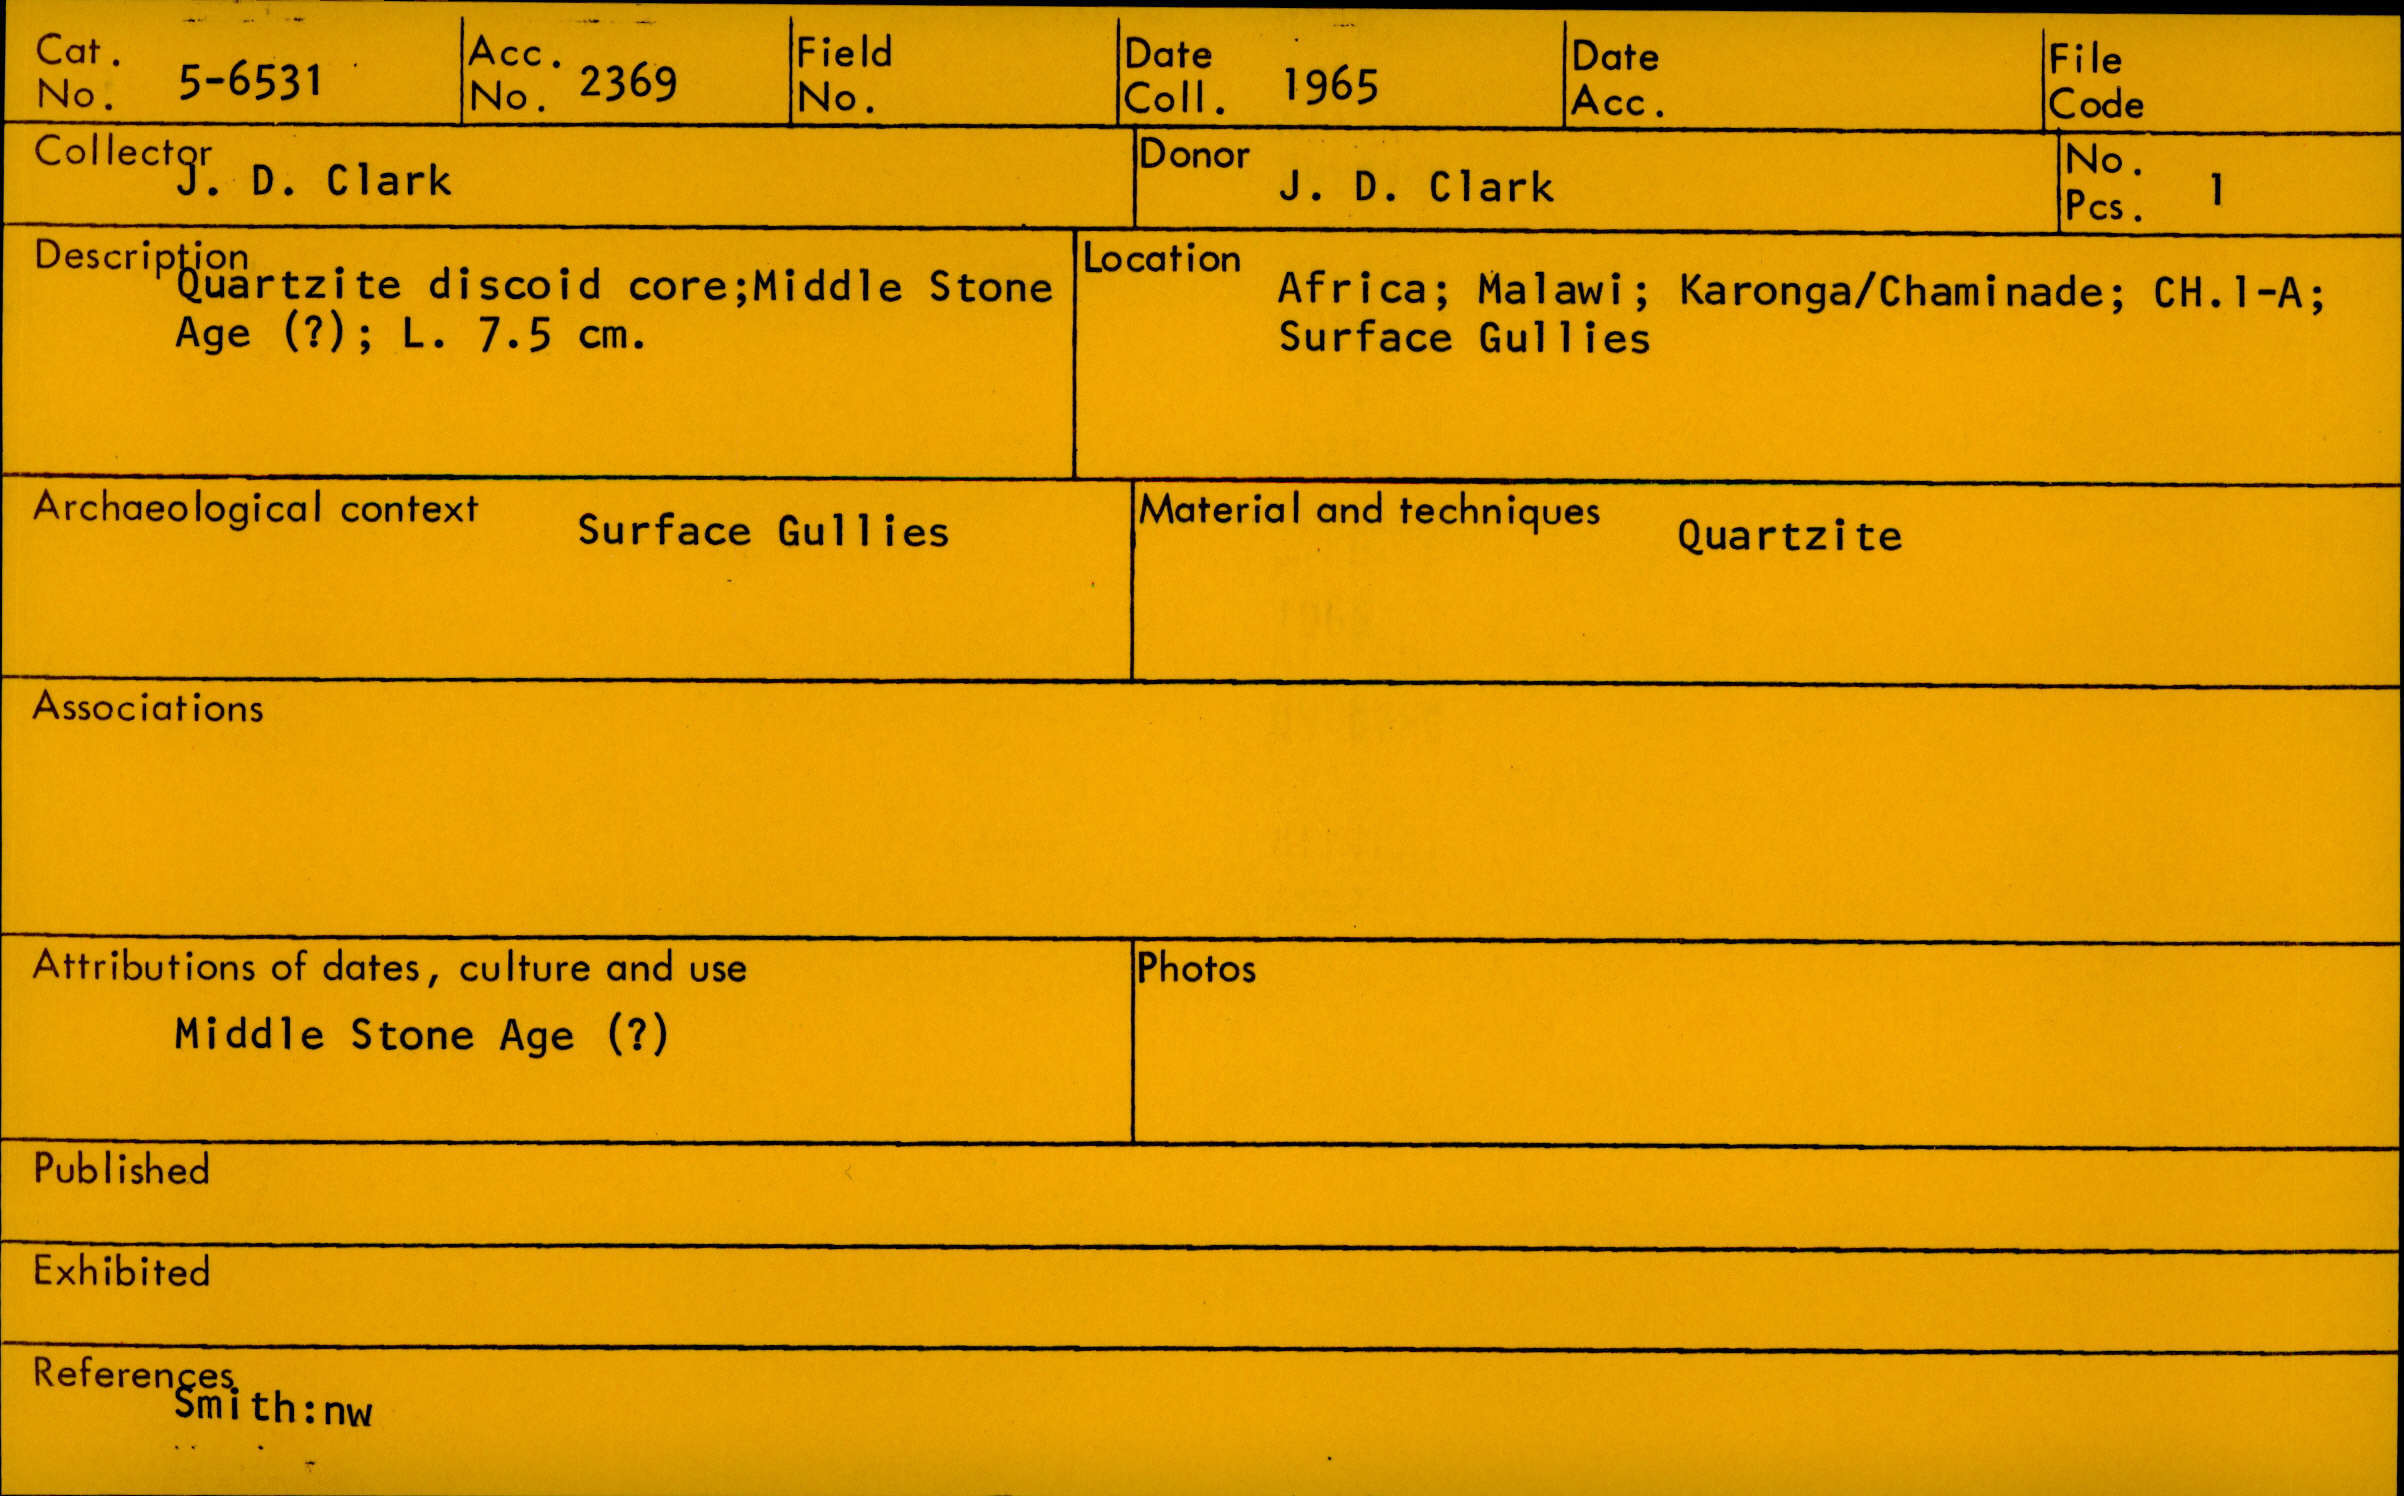 Cat. No. 5-6531 Acc. No. 2369 Field No. Date Coll. 1965 Date Acc. File Code
Collector J. D. Clark Donor J. D. Clark No. Pcs. 1
Description
Quartzite discoid core;Middle Stone
Age (?); L. 7.5 cm.
Location
Africa; Malawi; Karonga/Chaminade; CH.1-A;
Surface Gullies
Archaeological context Surface Gullies
Material and techniques Quartzite
Associations
Attributions of dates, culture and use
Middle Stone Age (?)
Photos
Published
Exhibited
References
Smith:nw